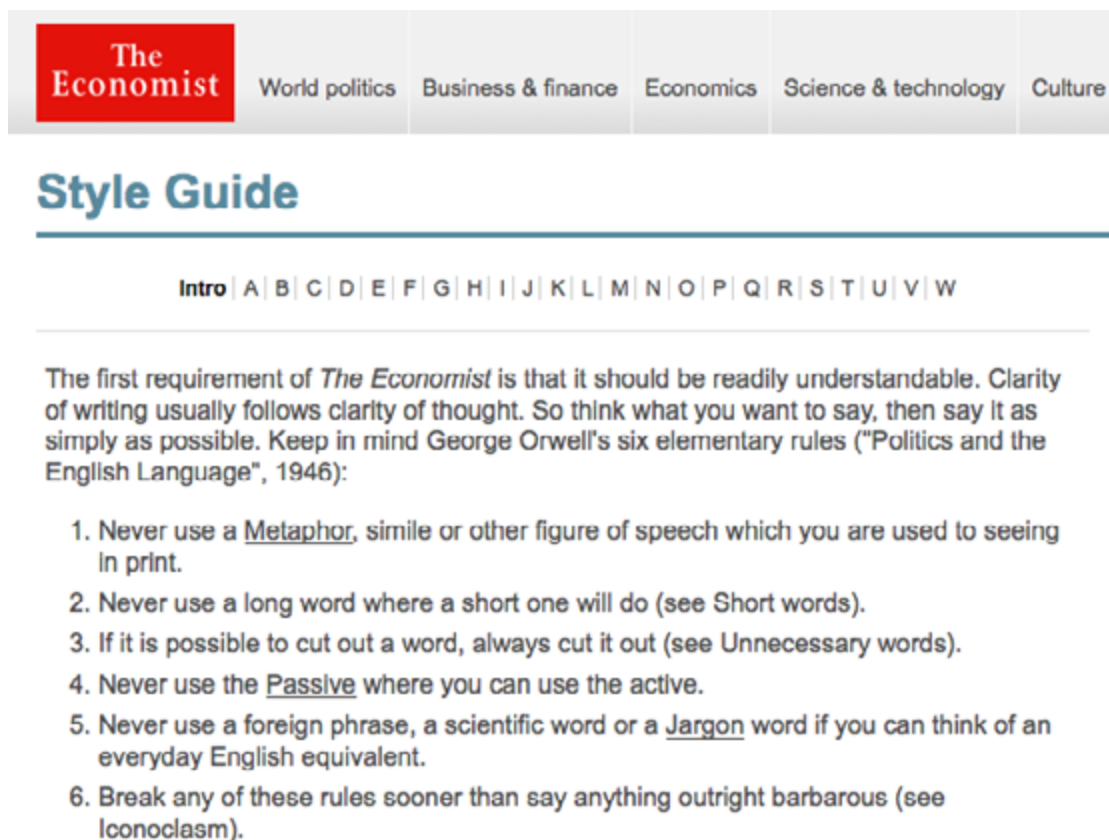 The
Economist
World politics
Business & finance
Economics
Science & technology
Culture
Style Guide
Intro | A | B | C | D | E | F | G | H | I | J | K | L | M | N | O | P | Q | R | S | T | U | V | W
The first requirement of The Economist is that it should be readily understandable. Clarity
of writing usually follows clarity of thought. So think what you want to say, then say it as
simply as possible. Keep in mind George Orwell's six elementary rules ("Politics and the
English Language", 1946):
1. Never use a Metaphor, simile or other figure of speech which you are used to seeing
in print.
2. Never use a long word where a short one will do (see Short words).
3. If it is possible to cut out a word, always cut it out (see Unnecessary words).
4. Never use the Passive where you can use the active.
5. Never use a foreign phrase, a scientific word or a Jargon word if you can think of an
everyday English equivalent.
6. Break any of these rules sooner than say anything outright barbarous (see
Iconoclasm).